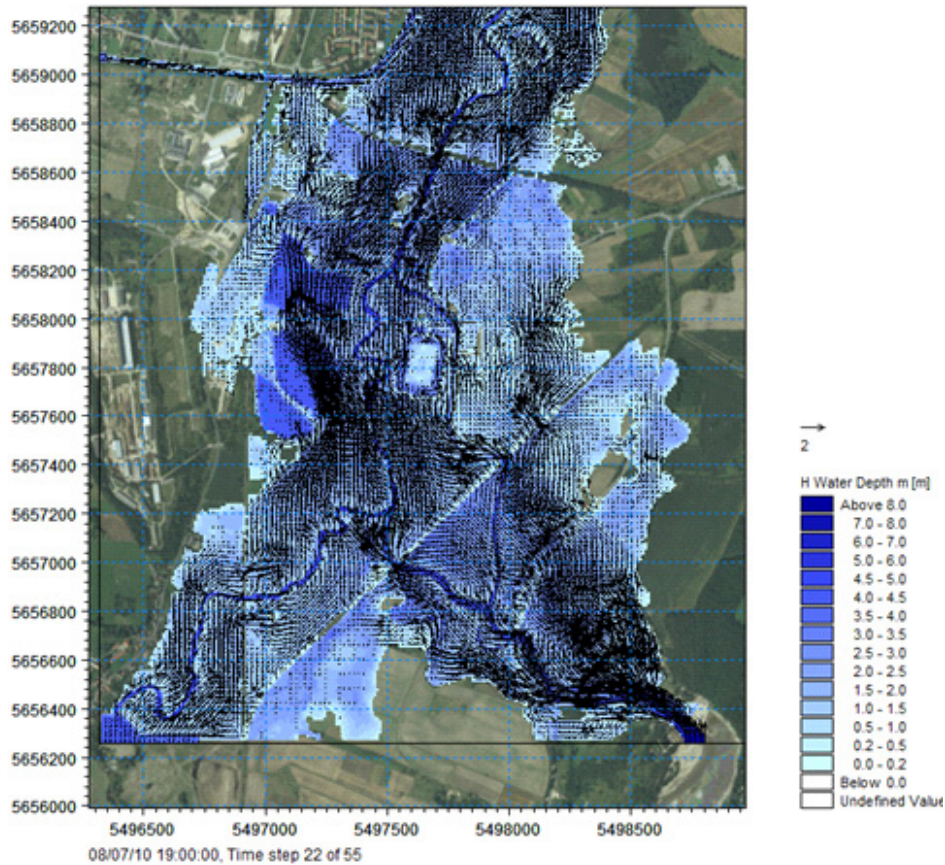 5659200
5659000
5658800
5658600
5658400
5658200
5658000
5657800
5657600
5657400
5657200
5657000
5656800
5656600
5656400
5656200
5656000
5496500 5497000 5497500 5498000 5498500
08/07/10 19:00:00, Time step 22 of 55
2
H Water Depth m [m]
Above 8.0
7.0 - 8.0
6.0 - 7.0
5.0 - 6.0
4.5 - 5.0
4.0 - 4.5
3.5 - 4.0
3.0 - 3.5
2.5 - 3.0
2.0 - 2.5
1.5 - 2.0
1.0 - 1.5
0.5 - 1.0
0.2 - 0.5
0.0 - 0.2
Below 0.0
Undefined Value